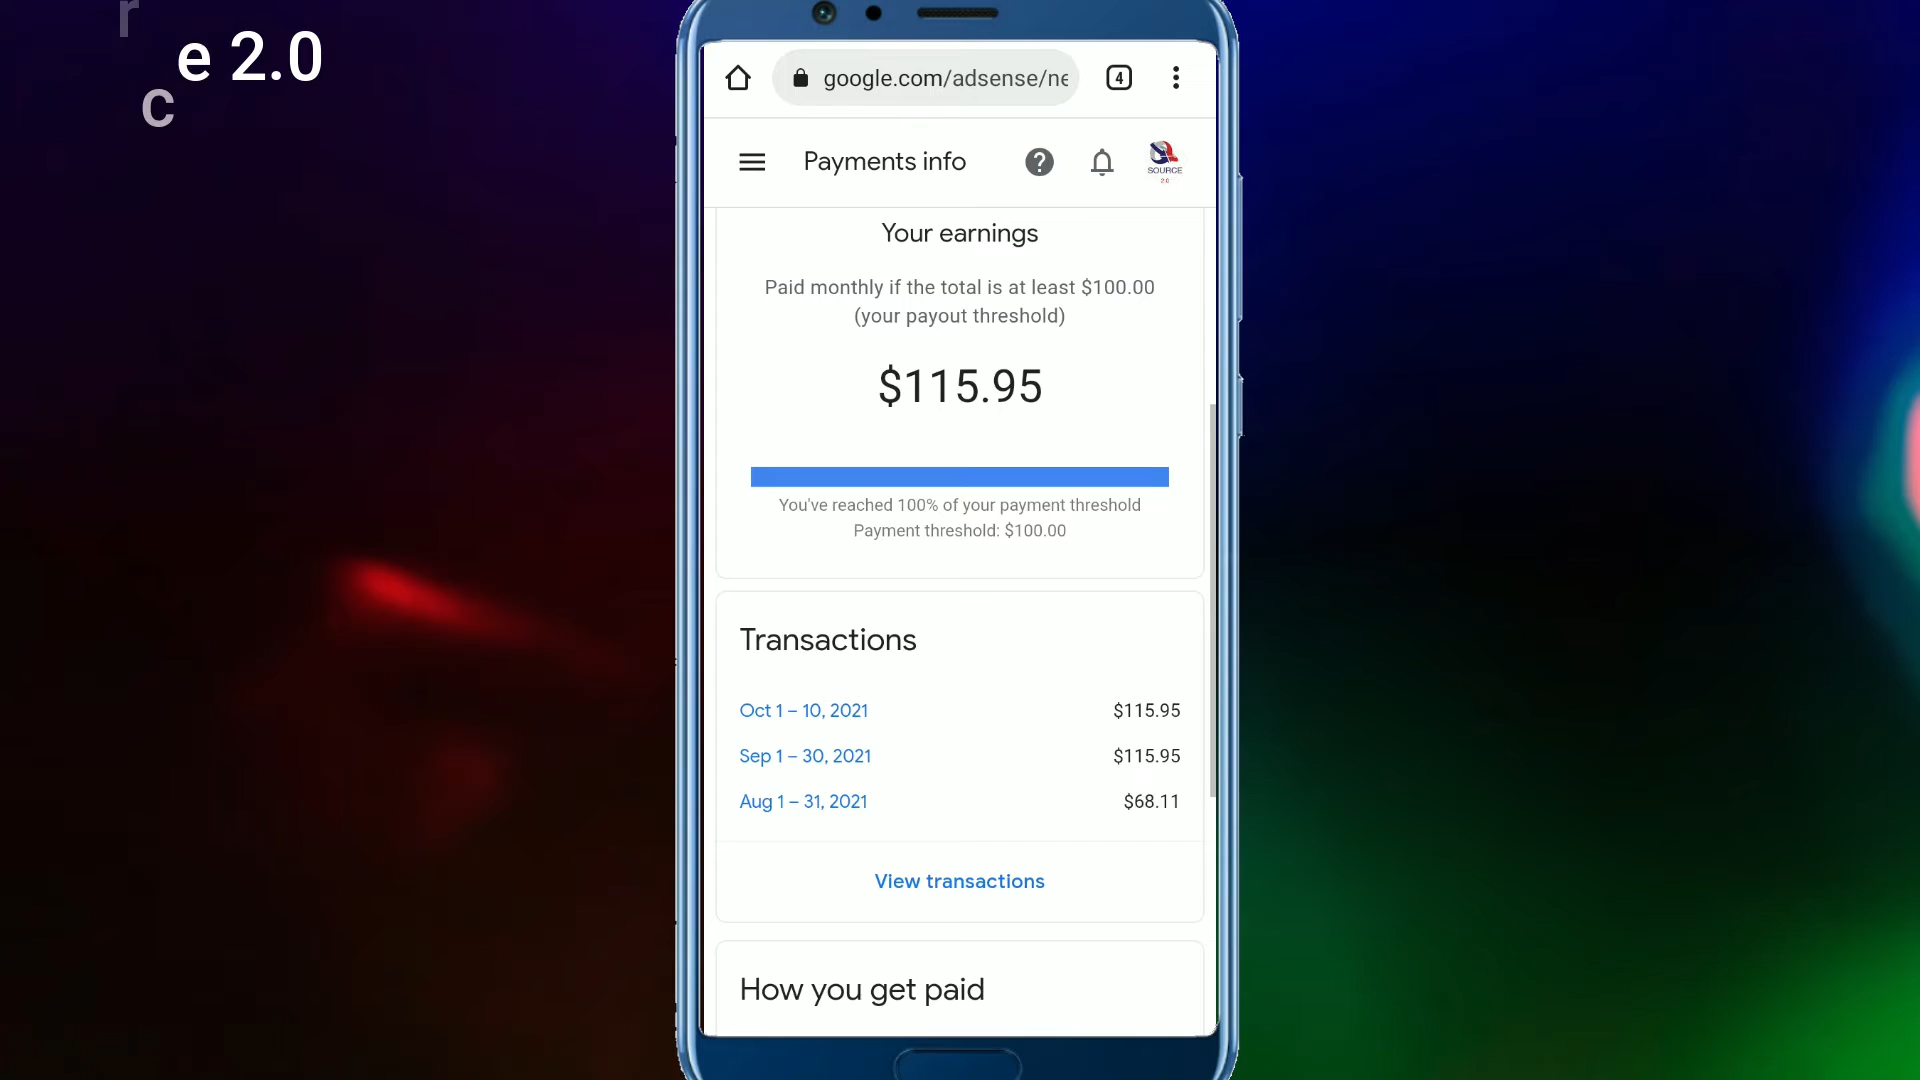 r
e 2.0
c
google.com/adsense/ne
4
Payments info
SOURCE
2.0
Your earnings
Paid monthly if the total is at least $100.00
(your payout threshold)
$115.95
You've reached 100% of your payment threshold
Payment threshold: $100.00
Transactions
Oct 1 – 10, 2021 $115.95
Sep 1 – 30, 2021 $115.95
Aug 1 – 31, 2021 $68.11
View transactions
How you get paid